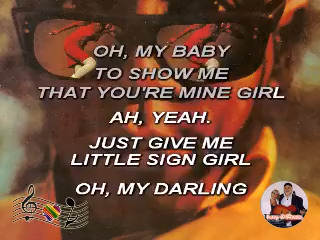 OH, MY BABY
TO SHOW ME
THAT YOU'RE MINE GIRL
AH, YEAH.
JUST GIVE ME
LITTLE SIGN GIRL
OH, MY DARLING